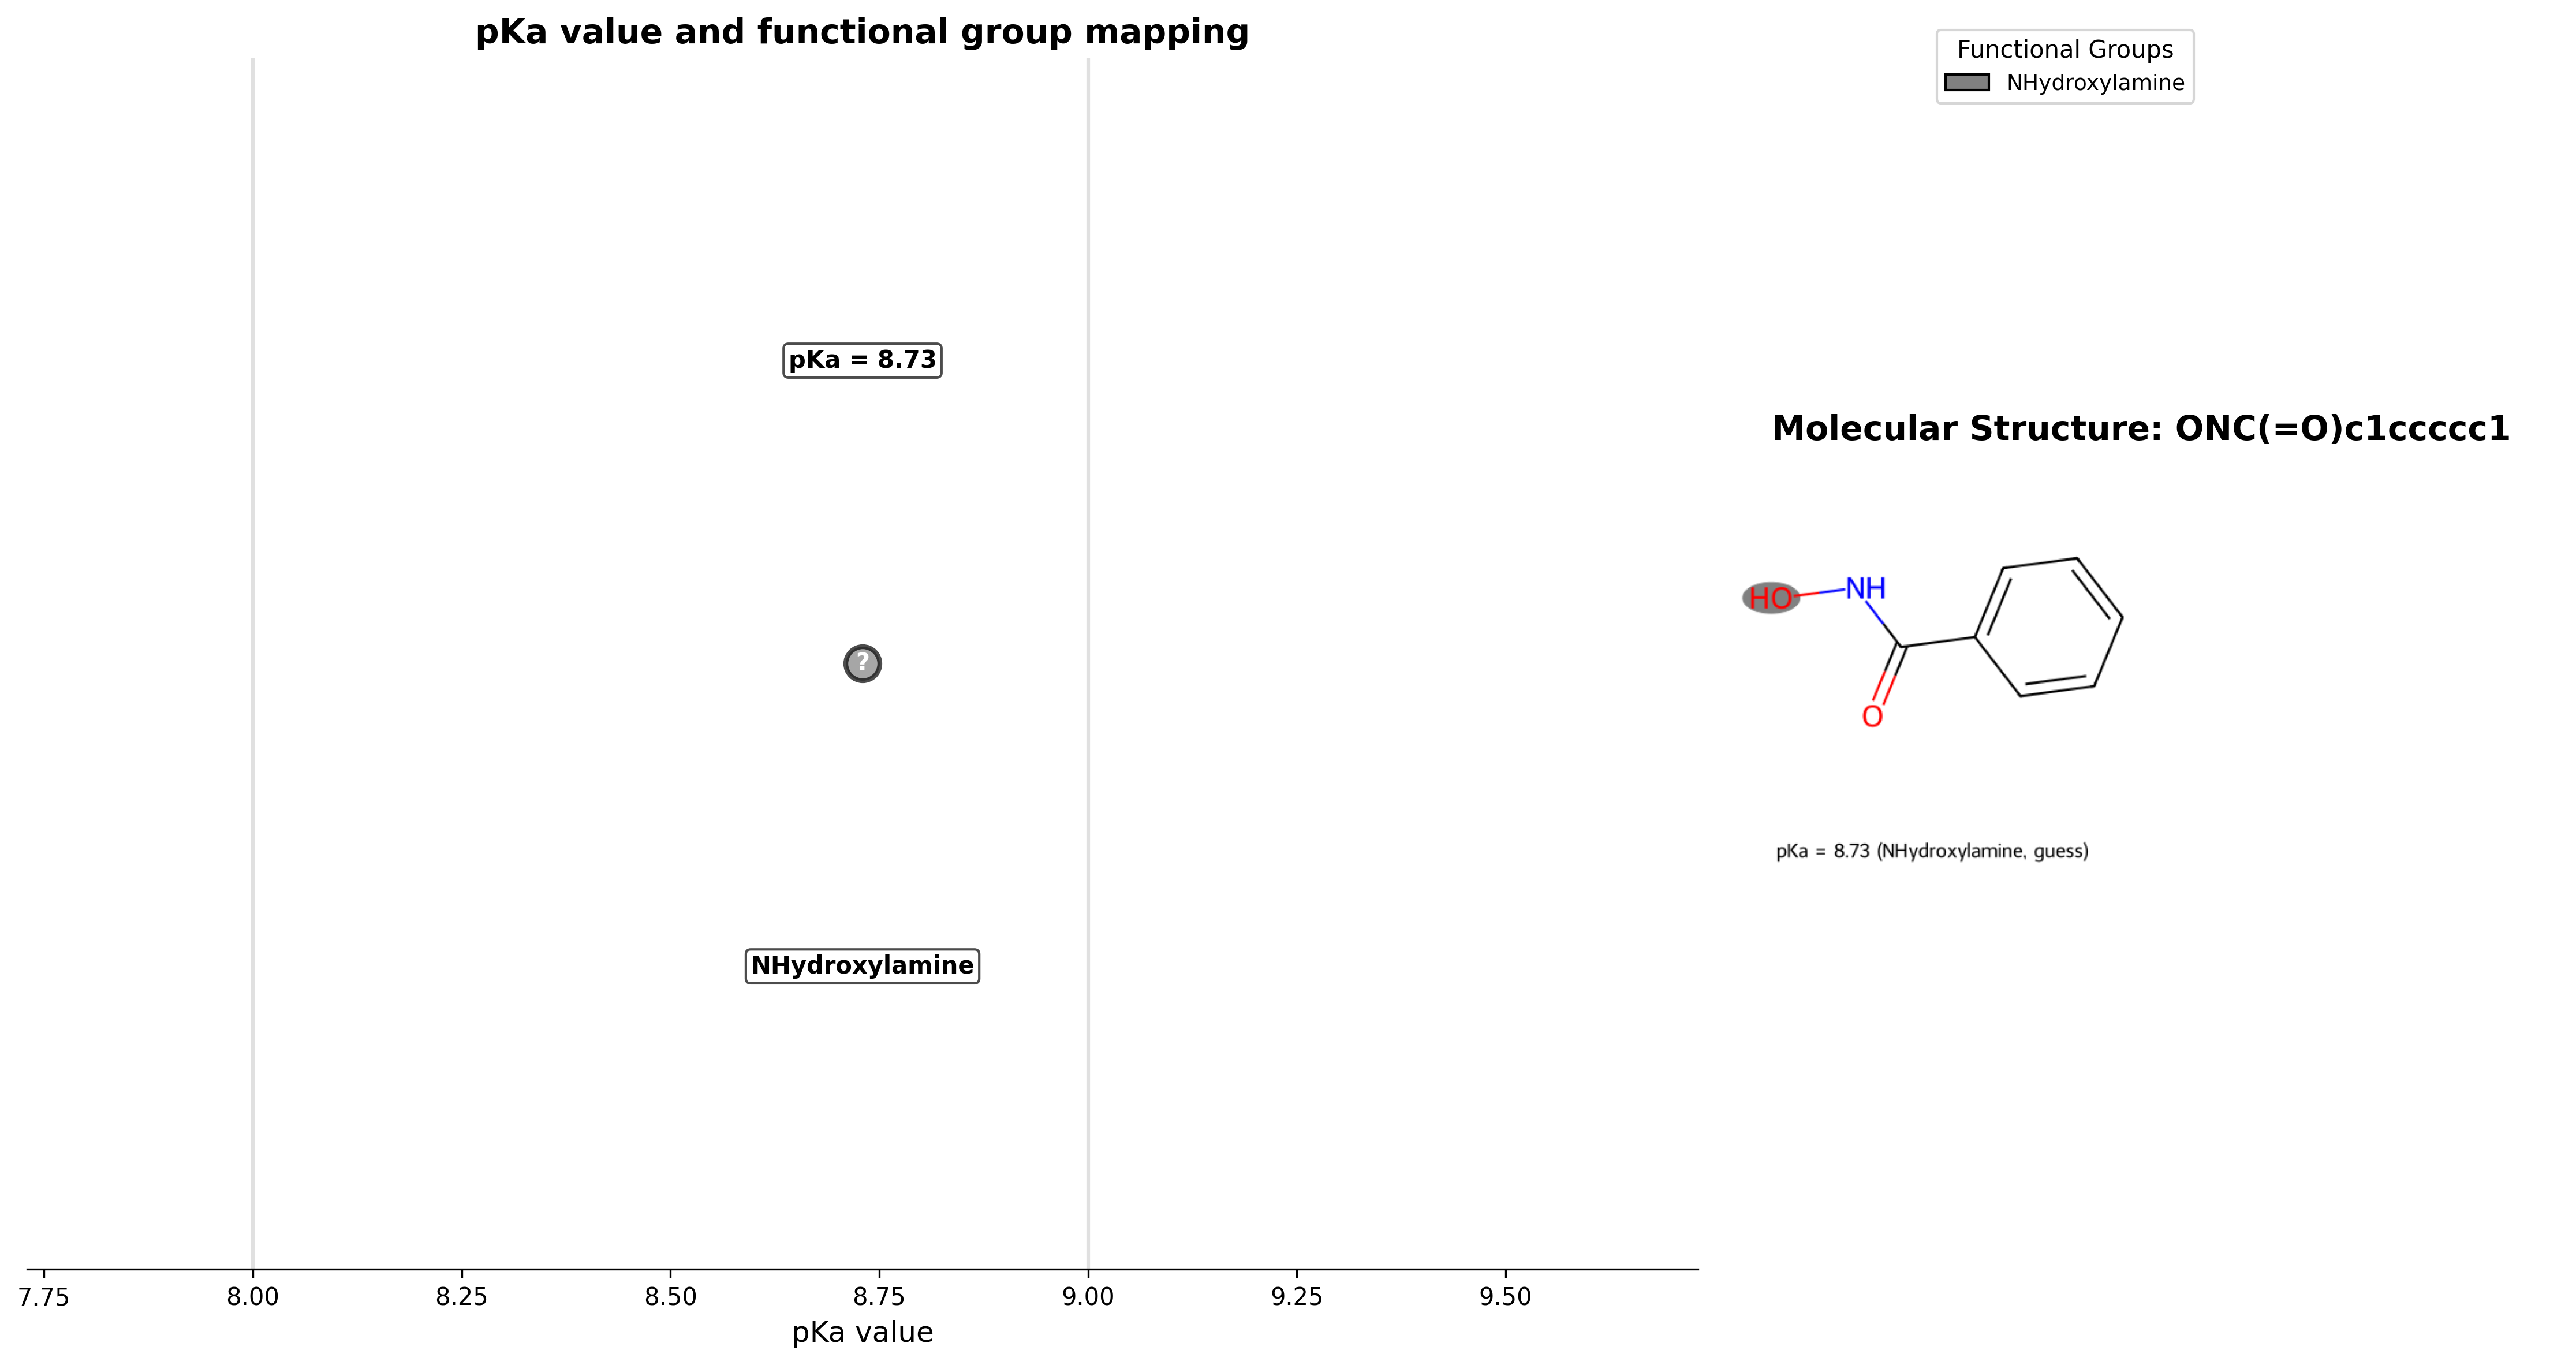 pKa value and functional group mapping
pKa = 8.73
?
NHydroxylamine
7.75 8.00 8.25 8.50 8.75 9.00 9.25 9.50
pKa value
Functional Groups
NHydroxylamine
Molecular Structure: ONC(=O)c1ccccc1
HO
NH
O
pKa = 8.73 (NHydroxylamine, guess)